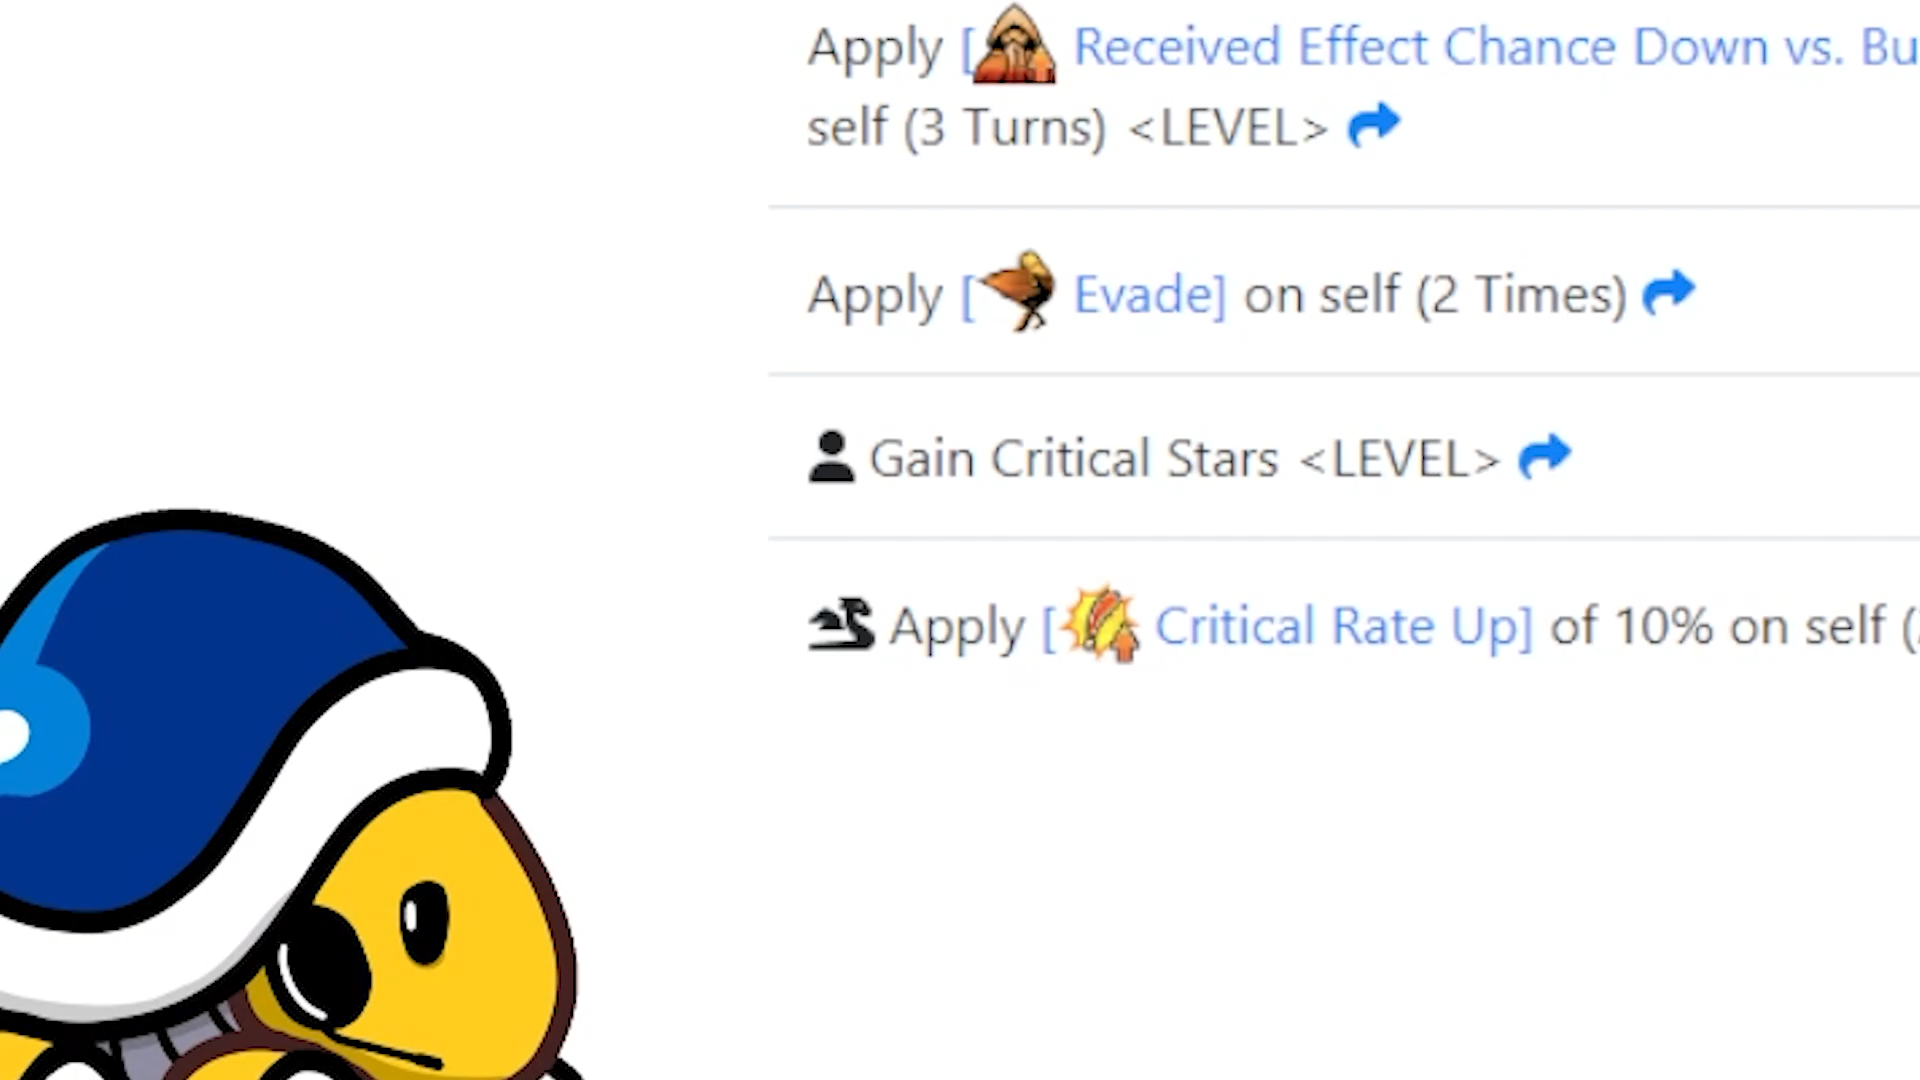 Apply [ Received Effect Chance Down vs. Bu
self (3 Turns) <LEVEL>
Apply [ Evade] on self (2 Times)
Gain Critical Stars <LEVEL>
Apply [ Critical Rate Up] of 10% on self (